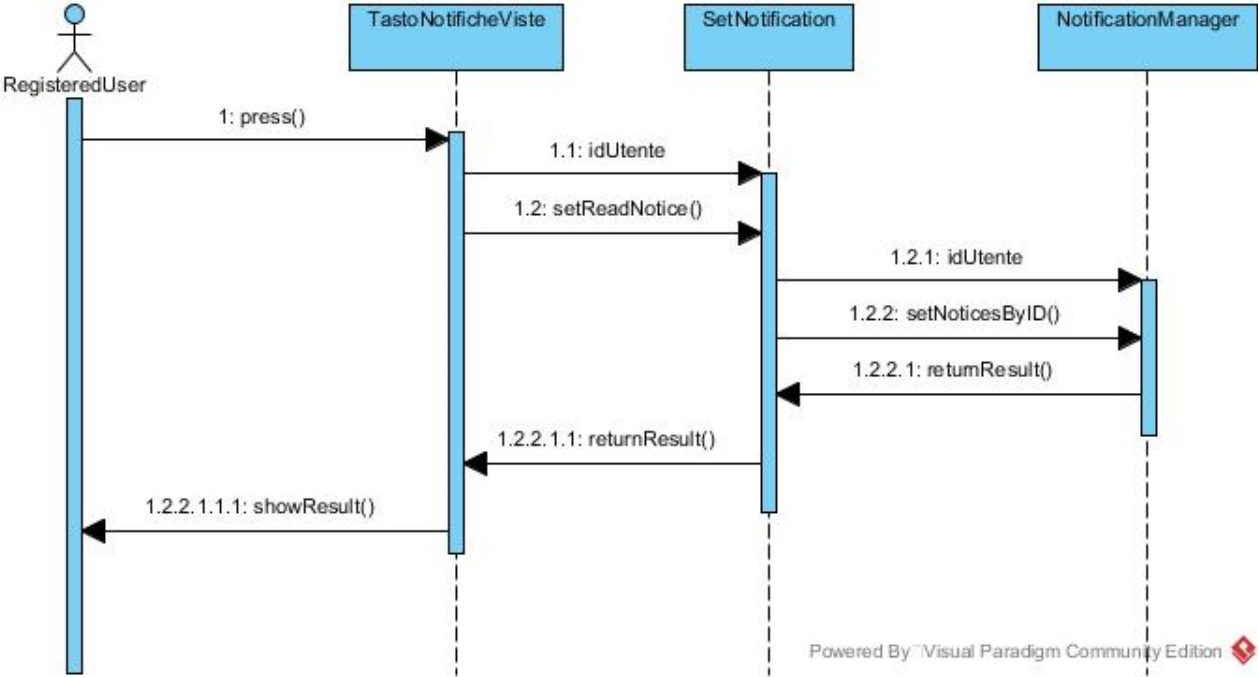 TastoNotificheViste
SetNotification
NotificationManager
RegisteredUser
1: press()
1.1: idUtente
1.2: setReadNotice()
1.2.1: idUtente
1.2.2: setNoticesByID()
1.2.2.1: returnResult()
1.2.2.1.1: returnResult()
1.2.2.1.1.1: showResult()
Powered By Visual Paradigm Community Edition